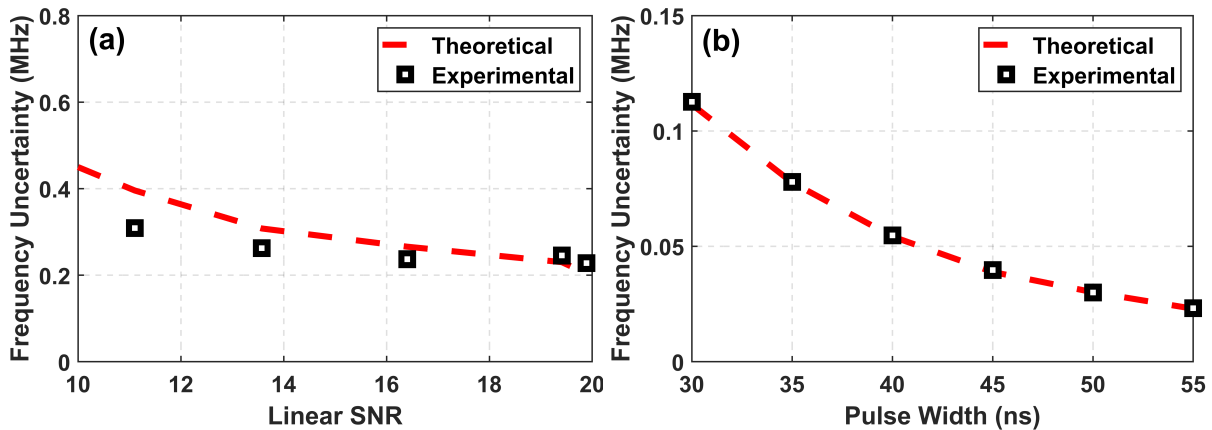 (a)
Theoretical
Experimental
Frequency Uncertainty (MHz)
0.8
0.6
0.4
0.2
0
10 12 14 16 18 20
Linear SNR
(b)
Theoretical
Experimental
Frequency Uncertainty (MHz)
0.15
0.1
0.05
0
30 35 40 45 50 55
Pulse Width (ns)